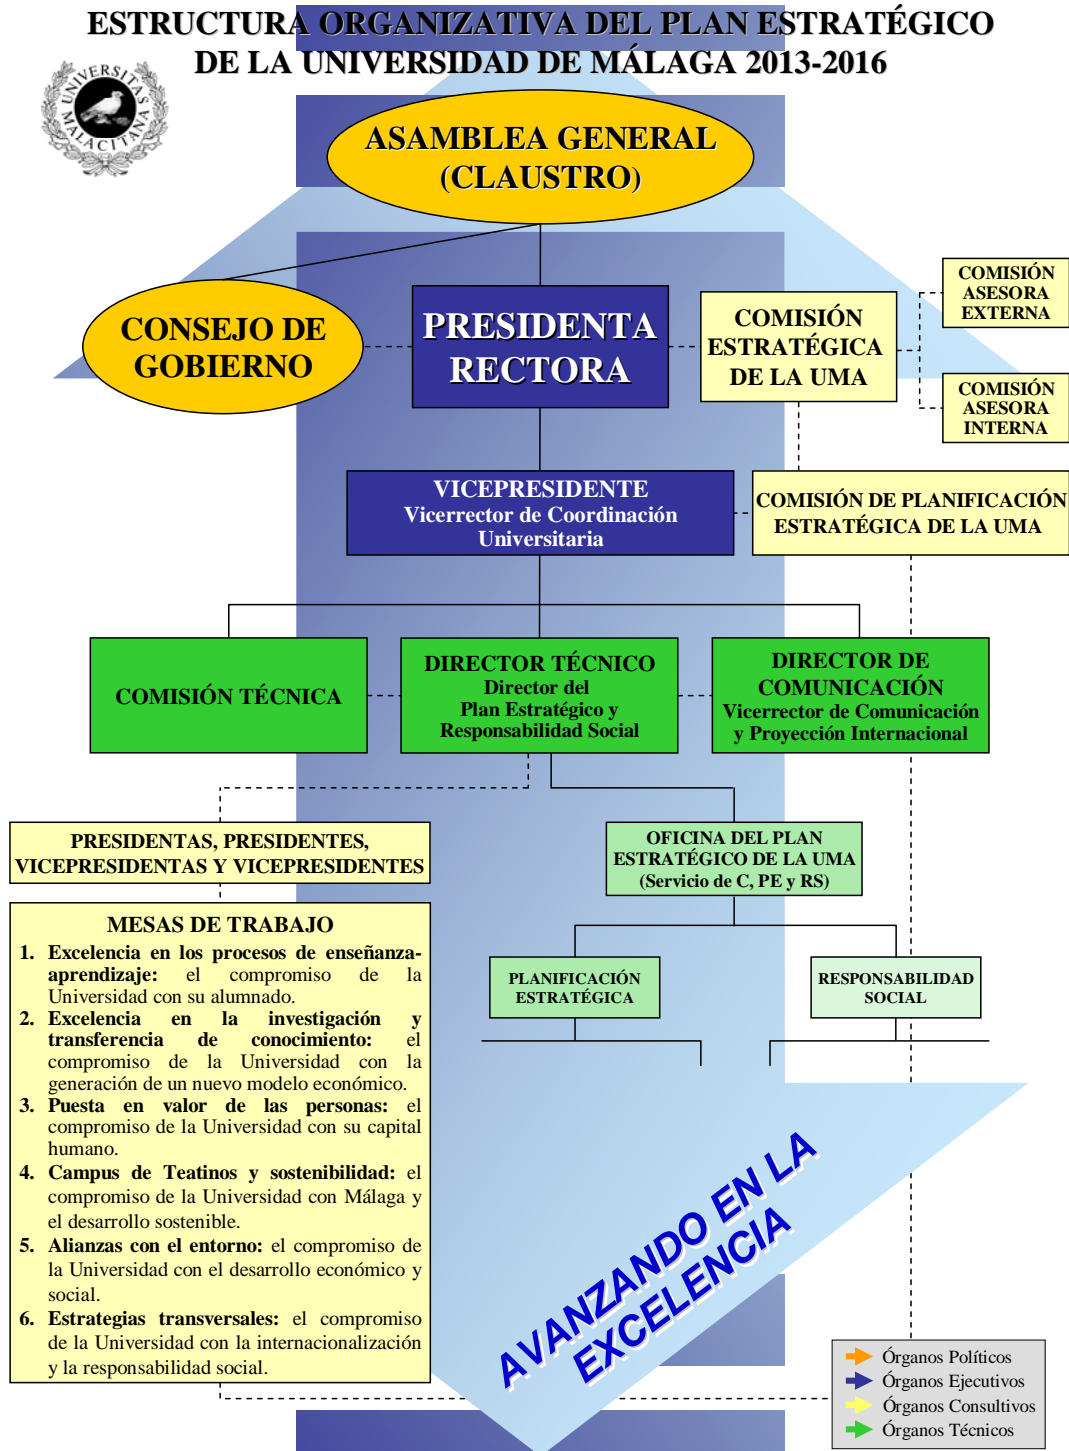 ESTRUCTURA ORGANIZATIVA DEL PLAN ESTRATÉGICO
DE LA UNIVERSIDAD DE MÁLAGA 2013-2016
UNIVERSITAS
MALACITANA
ASAMBLEA GENERAL
(CLAUSTRO)
CONSEJO DE
GOBIERNO
PRESIDENTA
RECTORA
COMISIÓN
ESTRATÉGICA
DE LA UMA
COMISIÓN
ASESORA
EXTERNA
COMISIÓN
ASESORA
INTERNA
VICEPRESIDENTE
Vicerrector de Coordinación
Universitaria
COMISIÓN DE PLANIFICACIÓN
ESTRATÉGICA DE LA UMA
COMISIÓN TÉCNICA
DIRECTOR TÉCNICO
Director del
Plan Estratégico y
Responsabilidad Social
DIRECTOR DE
COMUNICACIÓN
Vicerrector de Comunicación
y Proyección Internacional
PRESIDENTAS, PRESIDENTES,
VICEPRESIDENTAS Y VICEPRESIDENTES
OFICINA DEL PLAN
ESTRATÉGICO DE LA UMA
(Servicio de C, PE y RS)
PLANIFICACIÓN
ESTRATÉGICA
RESPONSABILIDAD
SOCIAL
MESAS DE TRABAJO
1. Excelencia en los procesos de enseñanza-
aprendizaje: el compromiso de la
Universidad con su alumnado.
2. Excelencia en la investigación y
transferencia de conocimiento: el
compromiso de la Universidad con la
generación de un nuevo modelo económico.
3. Puesta en valor de las personas: el
compromiso de la Universidad con su capital
humano.
4. Campus de Teatinos y sostenibilidad: el
compromiso de la Universidad con Málaga y
el desarrollo sostenible.
5. Alianzas con el entorno: el compromiso de
la Universidad con el desarrollo económico y
social.
6. Estrategias transversales: el compromiso
de la Universidad con la internacionalización
y la responsabilidad social.
AVANZANDO EN LA
EXCELENCIA
Órganos Políticos
Órganos Ejecutivos
Órganos Consultivos
Órganos Técnicos